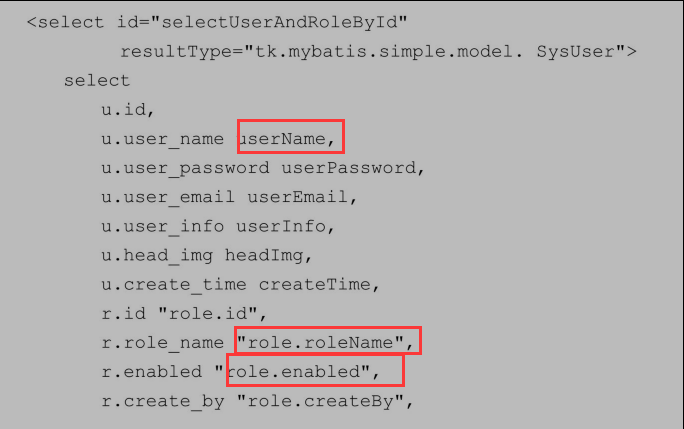 <select id="selectUserAndRoleById"
resultType="tk.mybatis.simple.model. SysUser">
select
u.id,
u.user_name userName,
u.user_password userPassword,
u.user_email userEmail,
u.user_info userInfo,
u.head_img headImg,
u.create_time createTime,
r.id "role.id",
r.role_name "role.roleName",
r.enabled "role.enabled",
r.create_by "role.createBy",